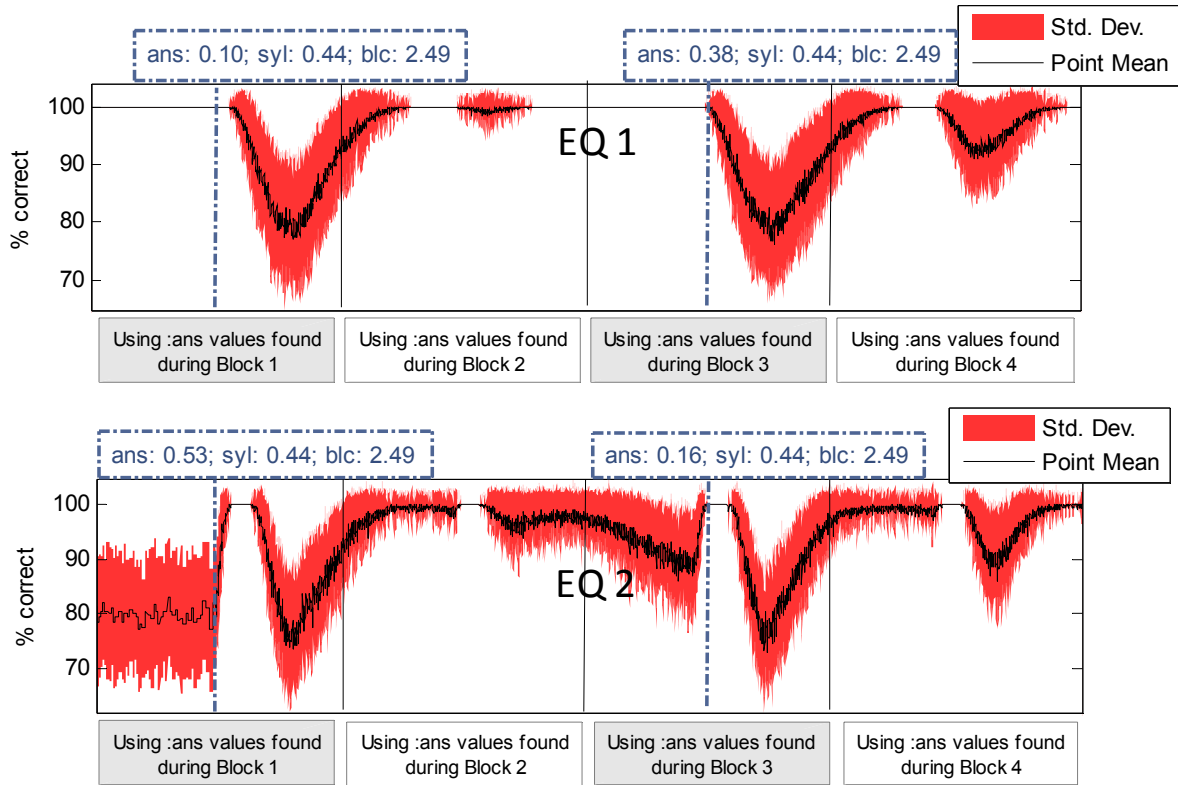 Std. Dev.
Point Mean
ans: 0.10; syl: 0.44; blc: 2.49
ans: 0.38; syl: 0.44; blc: 2.49
% correct
100
90
80
70
EQ 1
Using :ans values found
during Block 1
Using :ans values found
during Block 2
Using :ans values found
during Block 3
Using :ans values found
during Block 4
Std. Dev.
Point Mean
ans: 0.53; syl: 0.44; blc: 2.49
ans: 0.16; syl: 0.44; blc: 2.49
% correct
100
90
80
70
EQ 2
Using :ans values found
during Block 1
Using :ans values found
during Block 2
Using :ans values found
during Block 3
Using :ans values found
during Block 4